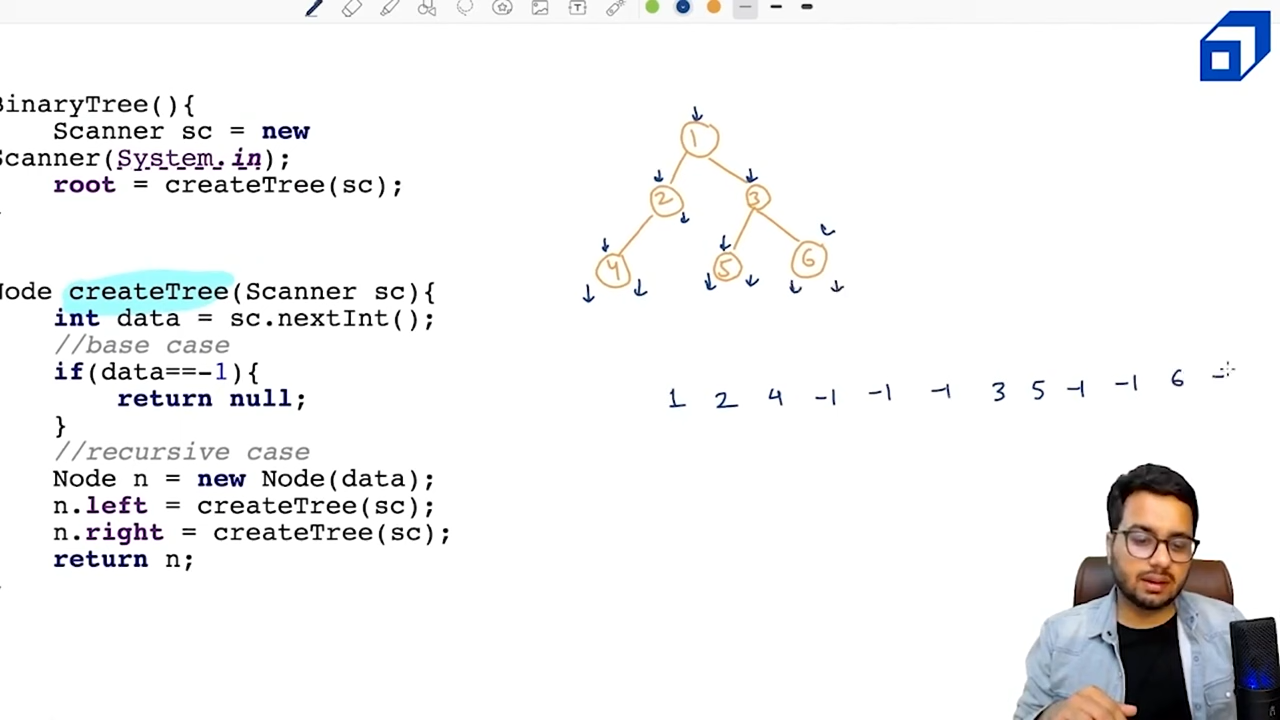 BinaryTree(){
Scanner sc = new
Scanner(System.in);
root = createTree(sc);
Node createTree(Scanner sc){
int data = sc.nextInt();
//base case
if(data==-1){
return null;
}
//recursive case
Node n = new Node(data);
n.left = createTree(sc);
n.right = createTree(sc);
return n;
T
1
2 3
4 5 6
1 2 4 -1 -1 -1 3 5 -1 -1 6 -